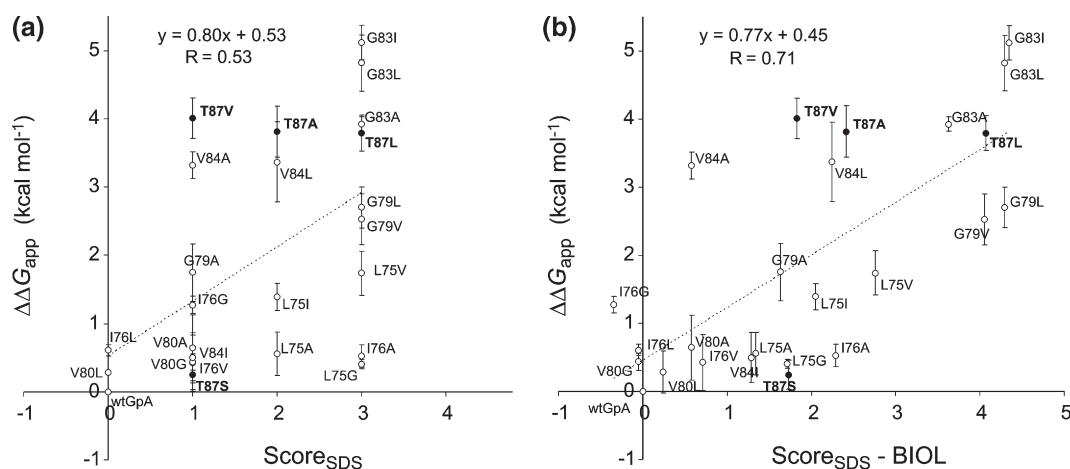 (a)
y = 0.80x + 0.53
R = 0.53
ΔΔGapp (kcal mol-1)
5
4
3
2
1
0
-1
0
1
2
3
4
ScoreSDS
G83I
G83L
G83A
T87V
T87A
T87L
V84A
V84L
G79L
G79V
G79A
L75V
I76G
L75I
I76L
V80A
V84I
L75A
I76A
V80L
V80G
I76V
L75G
T87S
wtGpA
(b)
y = 0.77x + 0.45
R = 0.71
ΔΔGapp (kcal mol-1)
5
4
3
2
1
0
-1
0
1
2
3
4
5
ScoreSDS - BIOL
G83I
G83L
G83A
T87V
T87A
T87L
V84A
V84L
G79L
G79V
G79A
L75V
I76G
L75I
I76L
V80A
L75A
I76A
V80G
I76V
V84I
L75G
V80L
T87S
wtGpA